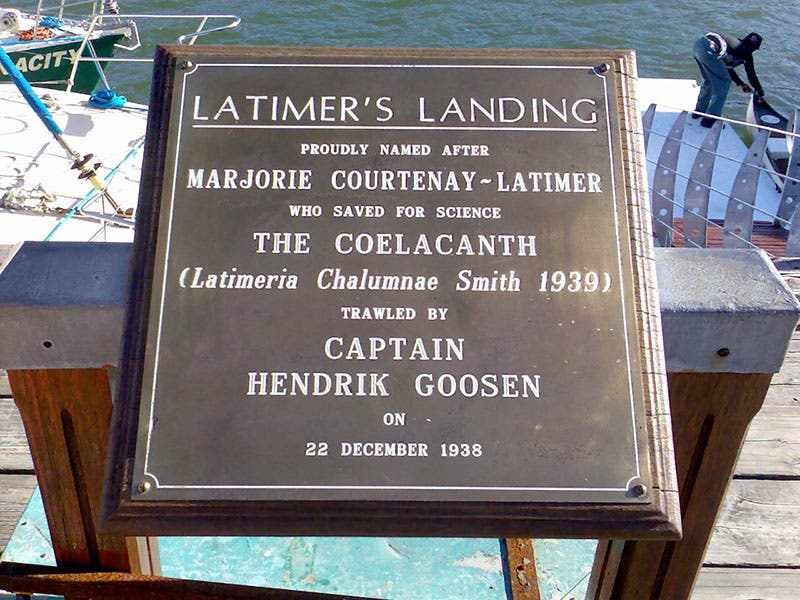 ACITY
LATIMER'S LANDING
PROUDLY NAMED AFTER
MARJORIE COURTENAY~LATIMER
WHO SAVED FOR SCIENCE
THE COELACANTH
(Latimeria Chalumnae Smith 1939)
TRAWLED BY
CAPTAIN
HENDRIK GOOSEN
ON
22 DECEMBER 1938